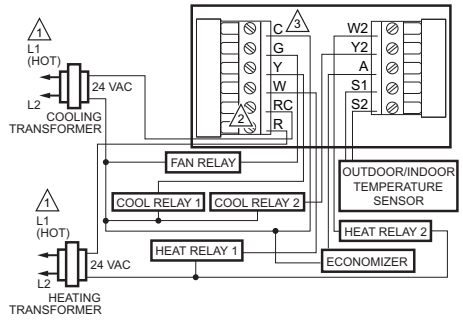 1
L1
(HOT)
24 VAC
L2
COOLING
TRANSFORMER
3
C
G
Y
W
RC
R
2
W2
Y2
A
S1
S2
FAN RELAY
OUTDOOR/INDOOR
TEMPERATURE
SENSOR
COOL RELAY 1
COOL RELAY 2
1
L1
(HOT)
24 VAC
L2
HEATING
TRANSFORMER
HEAT RELAY 2
HEAT RELAY 1
ECONOMIZER